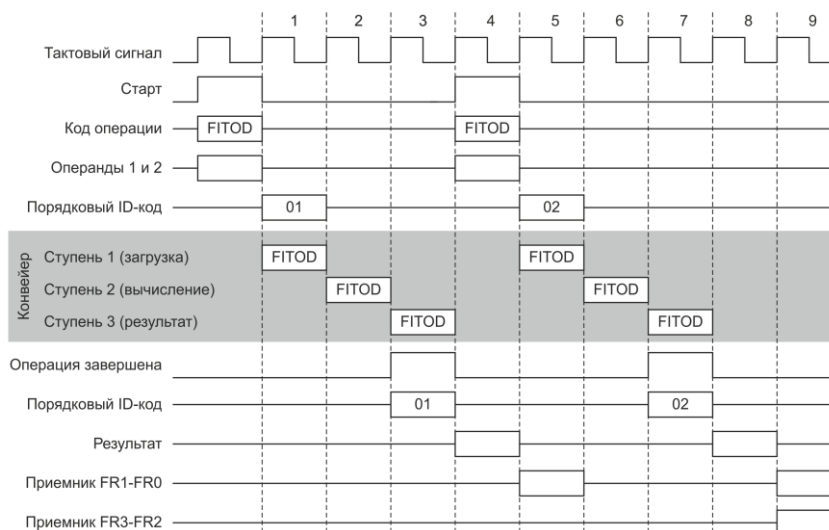 1 2 3 4 5 6 7 8 9
Тактовый сигнал
Старт
Код операции FITOD FITOD
Операнды 1 и 2
Порядковый ID-код 01 02
Конвейер
Ступень 1 (загрузка) FITOD FITOD
Ступень 2 (вычисление) FITOD FITOD
Ступень 3 (результат) FITOD FITOD
Операция завершена
Порядковый ID-код 01 02
Результат
Приемник FR1-FR0
Приемник FR3-FR2